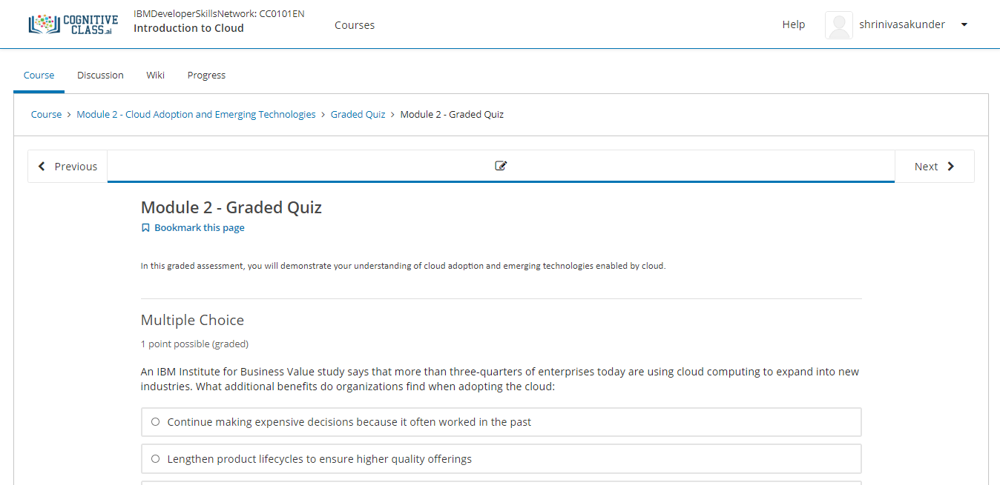 COGNITIVE
CLASS.ai
IBMDeveloperSkillsNetwork: CC0101EN
Introduction to Cloud
Courses
Help
shrinivasakunder
Course
Discussion
Wiki
Progress
Course > Module 2 - Cloud Adoption and Emerging Technologies > Graded Quiz > Module 2 - Graded Quiz
Previous
Next
Module 2 - Graded Quiz
Bookmark this page
In this graded assessment, you will demonstrate your understanding of cloud adoption and emerging technologies enabled by cloud.
Multiple Choice
1 point possible (graded)
An IBM Institute for Business Value study says that more than three-quarters of enterprises today are using cloud computing to expand into new
industries. What additional benefits do organizations find when adopting the cloud:
Continue making expensive decisions because it often worked in the past
Lengthen product lifecycles to ensure higher quality offerings